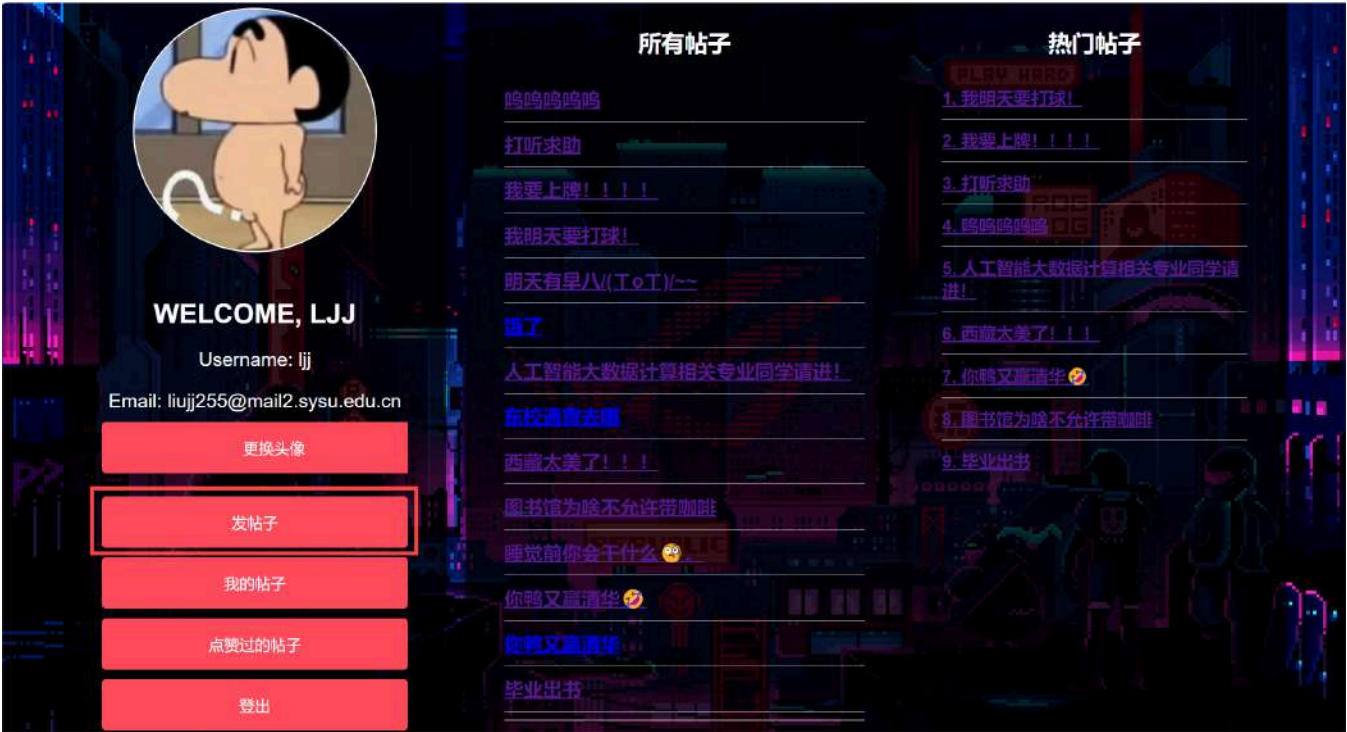 WELCOME, LJJ
Username: ljj
Email: liujj255@mail2.sysu.edu.cn
更换头像
发帖子
我的帖子
点赞过的帖子
登出
所有帖子
呜呜呜呜呜
打听求助
我要上牌！！！！
我明天要打球！
明天有早八/(ㄒoㄒ)/~~
饿了
人工智能大数据计算相关专业同学请进！
东校通宵去哪
西藏太美了！！！
图书馆为啥不允许带咖啡
睡觉前你会干什么🧐
你鸭又赢清华🤣
你鸭又赢清华
毕业出书
热门帖子
PLAY HARD
1. 我明天要打球！
2. 我要上牌！！！！
3. 打听求助
4. 呜呜呜呜呜
5. 人工智能大数据计算相关专业同学请
进！
6. 西藏太美了！！！
7. 你鸭又赢清华🤣
8. 图书馆为啥不允许带咖啡
9. 毕业出书